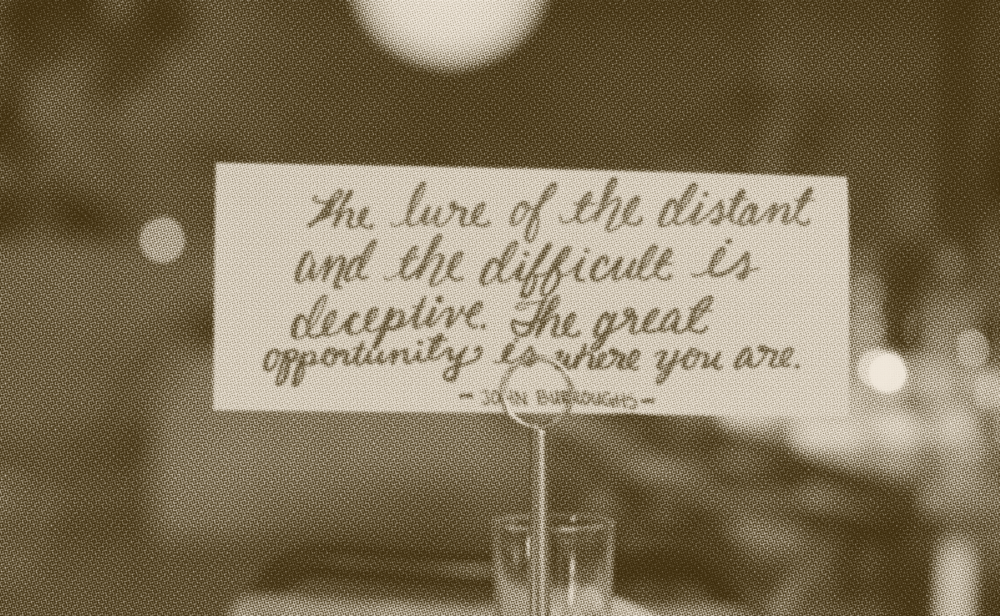 The lure of the distant
and the difficult is
deceptive. The great
opportunity is where you are.
- JOHN BURROUGHS -